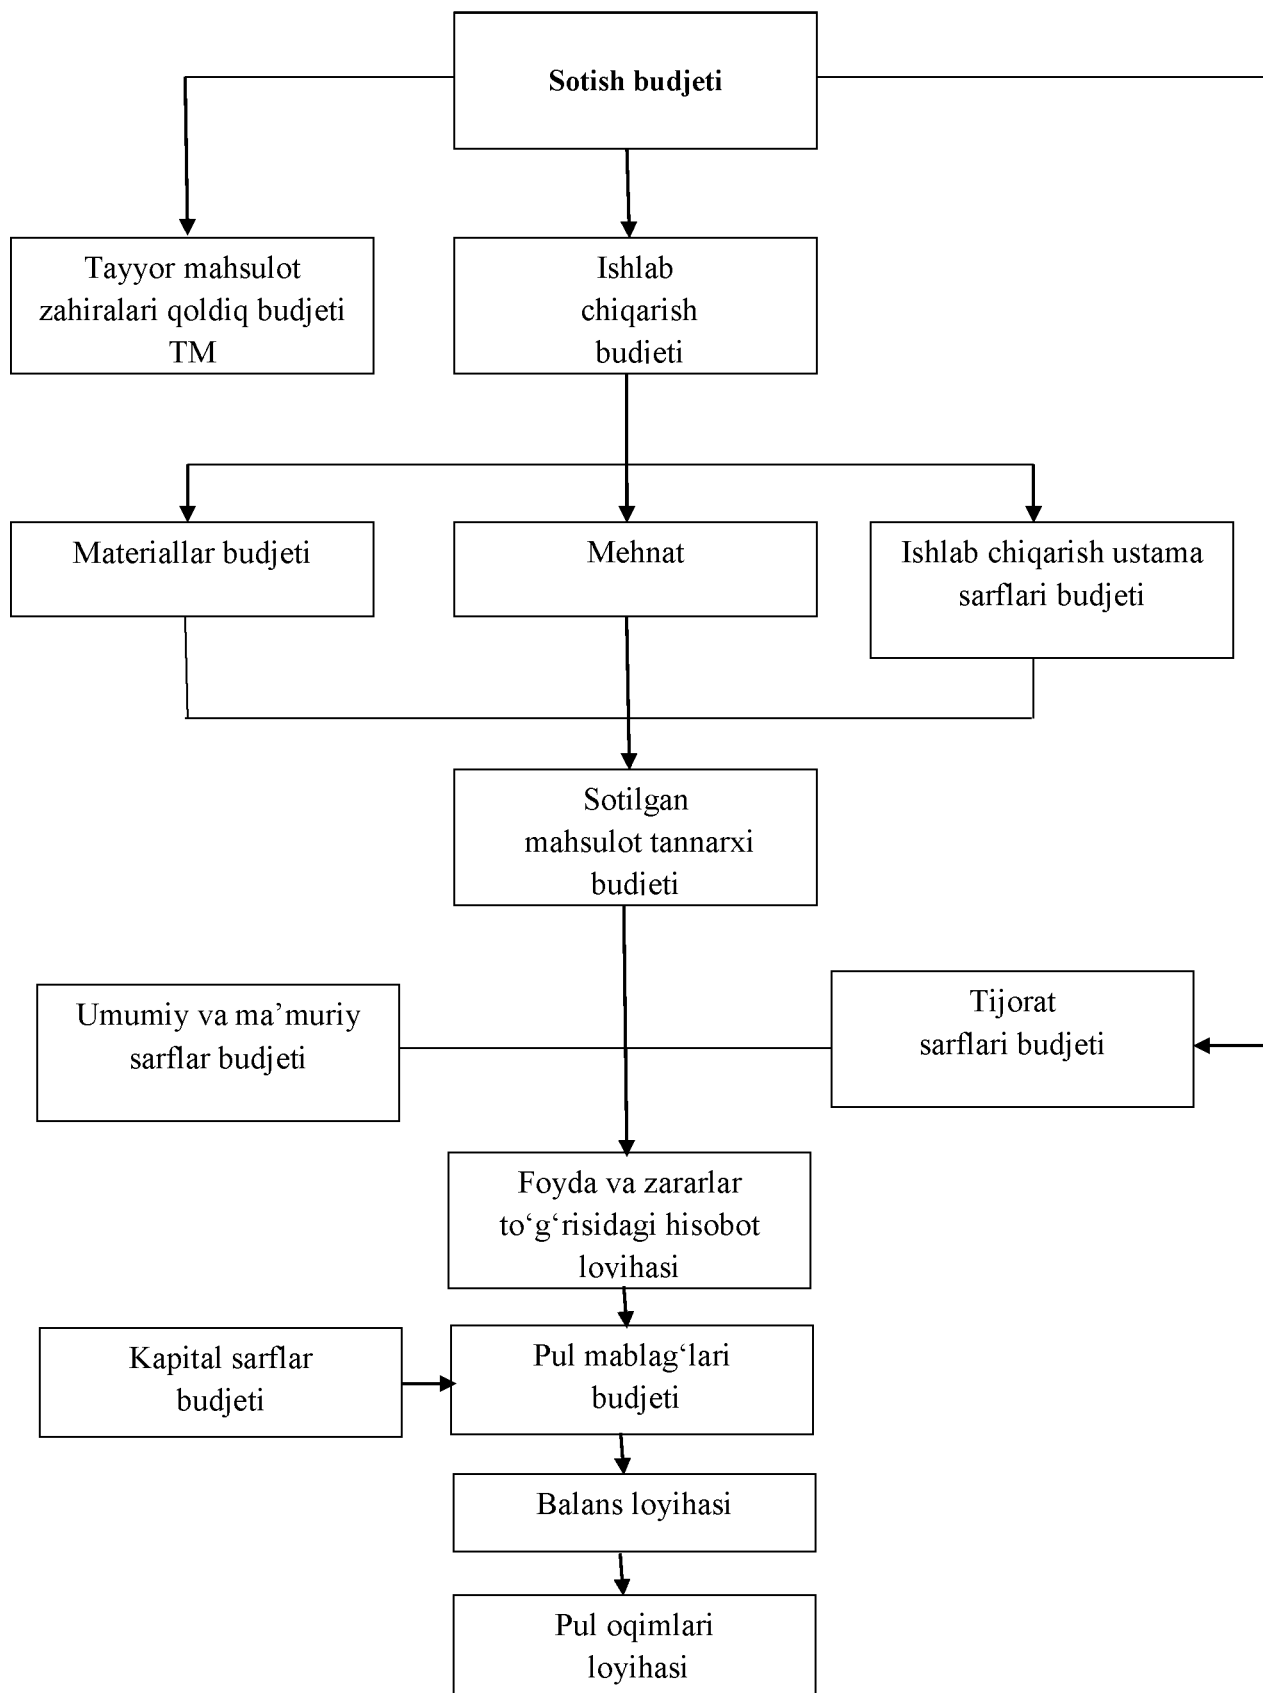 Sotish budjeti
Tayyor mahsulot
zahiralari qoldiq budjeti
TM
Ishlab
chiqarish
budjeti
Materiallar budjeti
Mehnat
Ishlab chiqarish ustama
sarflari budjeti
Sotilgan
mahsulot tannarxi
budjeti
Umumiy va ma’muriy
sarflar budjeti
Tijorat
sarflari budjeti
Foyda va zararlar
to‘g‘risidagi hisobot
loyihasi
Kapital sarflar
budjeti
Pul mablag‘lari
budjeti
Balans loyihasi
Pul oqimlari
loyihasi